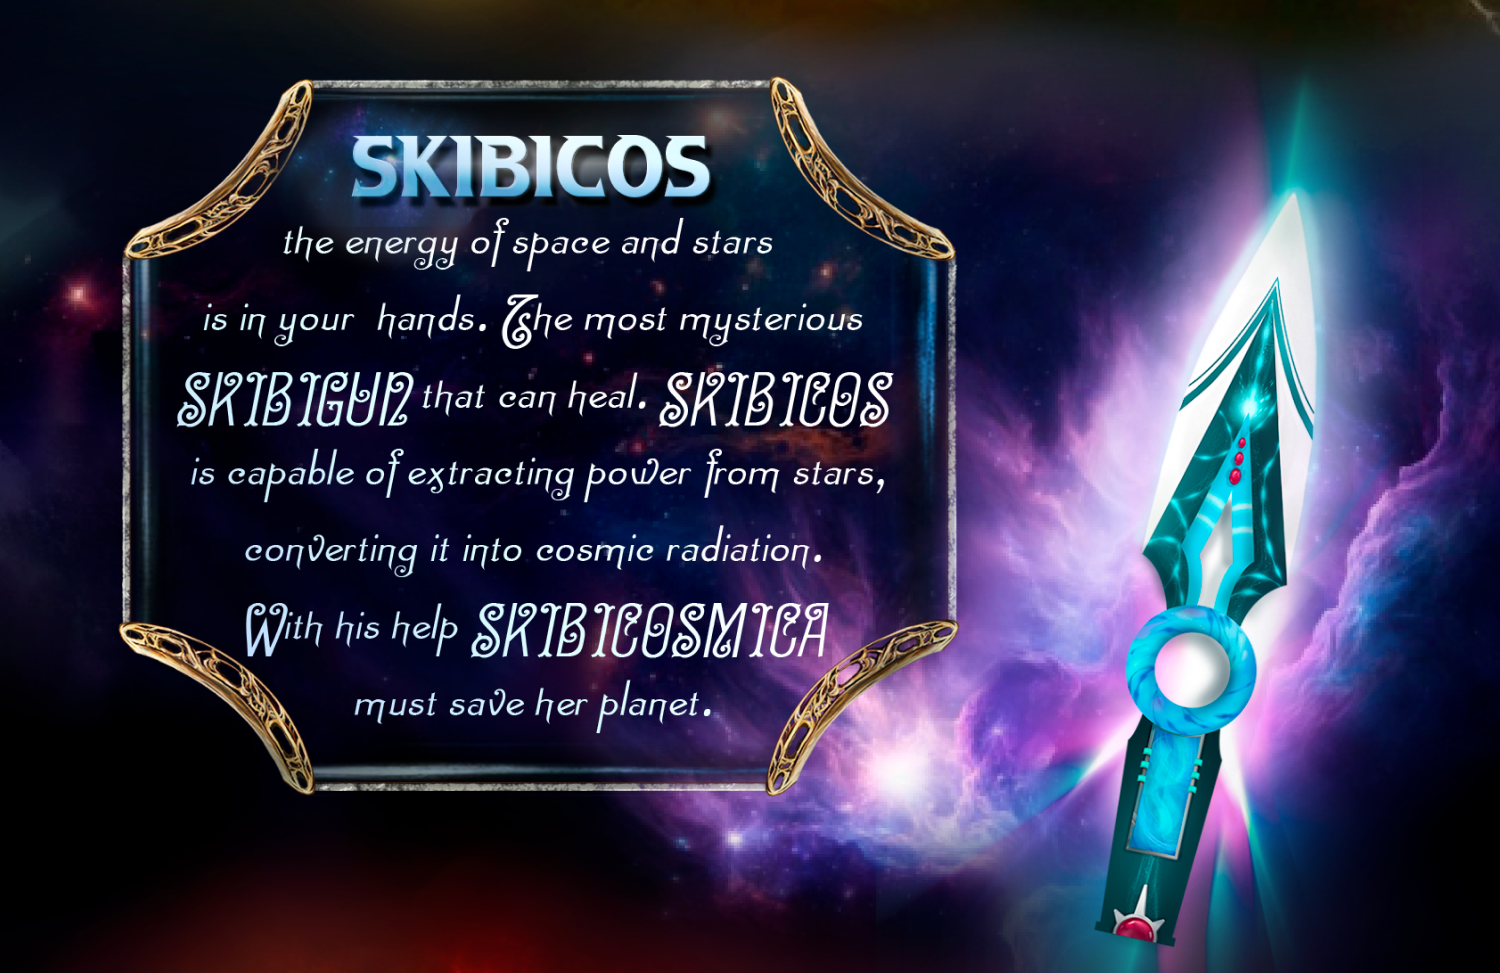 SKIBICOS
the energy of space and stars
is in your hands. The most mysterious
SKIBIGUN that can heal. SKIBICOS
is capable of extracting power from stars,
converting it into cosmic radiation.
With his help SKIBICOSMICA
must save her planet.